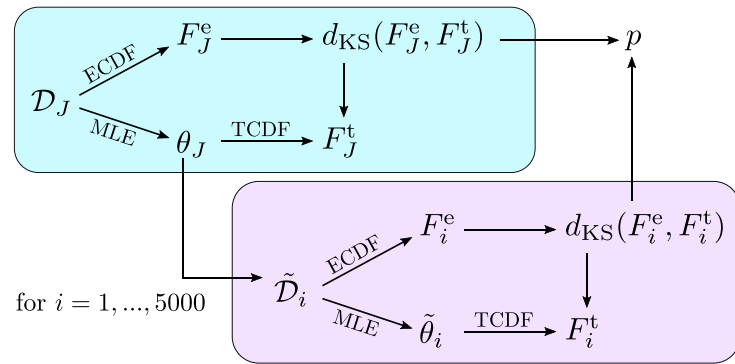 F_J^e d_KS(F_J^e, F_J^t) p
ECDF
D_J
MLE
θ_J TCDF F_J^t
F_i^e d_KS(F_i^e, F_i^t)
ECDF
D̃_i
for i = 1, ..., 5000
MLE
θ̃_i TCDF F_i^t